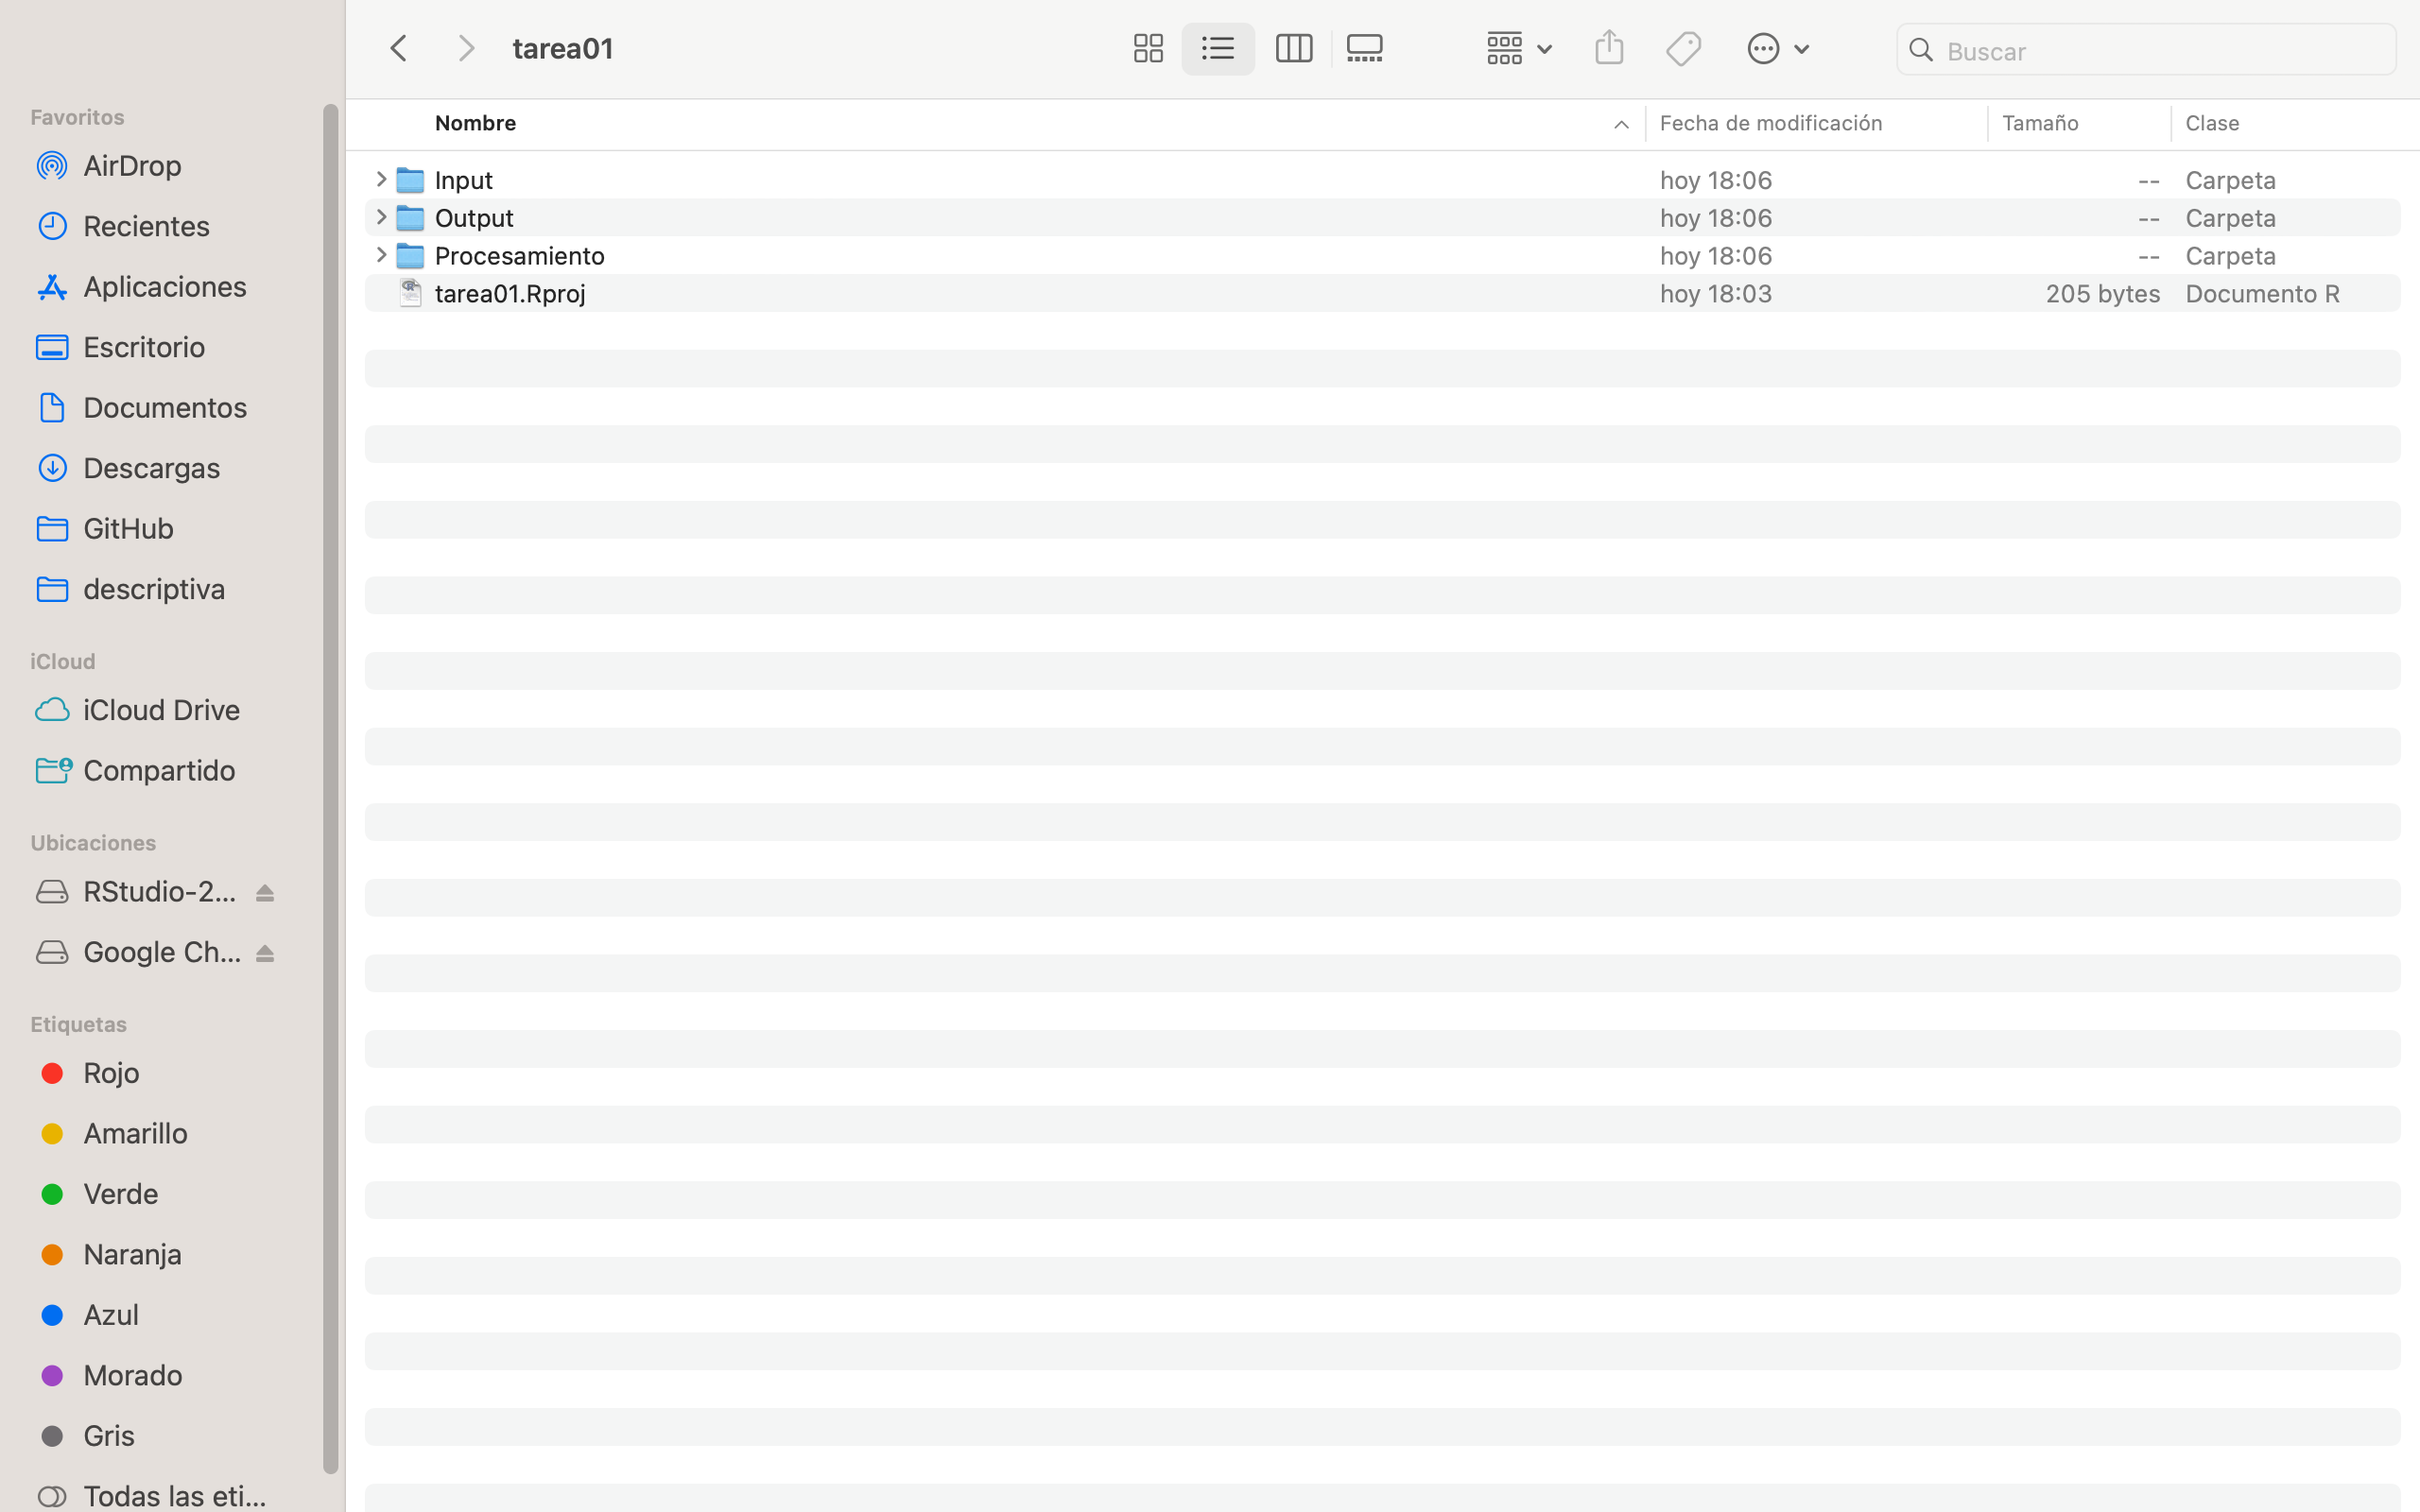 tarea01
Buscar
Favoritos
AirDrop
Recientes
Aplicaciones
Escritorio
Documentos
Descargas
GitHub
descriptiva
iCloud
iCloud Drive
Compartido
Ubicaciones
RStudio-2...
Google Ch...
Etiquetas
Rojo
Amarillo
Verde
Naranja
Azul
Morado
Gris
Todas las eti...
Nombre Fecha de modificación Tamaño Clase
Input hoy 18:06 -- Carpeta
Output hoy 18:06 -- Carpeta
Procesamiento hoy 18:06 -- Carpeta
tarea01.Rproj hoy 18:03 205 bytes Documento R